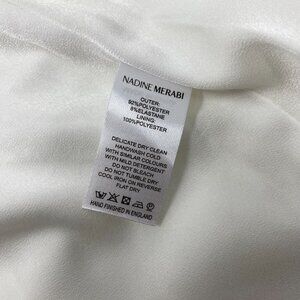 NADINE MERABI
OUTER:
92%POLYESTER
8%ELASTANE
LINING:
100%POLYESTER
DELICATE DRY CLEAN
HANDWASH COLD
WITH SIMILAR COLOURS
WITH MILD DETERGENT
DO NOT BLEACH
DO NOT TUMBLE DRY
COOL IRON ON REVERSE
FLAT DRY
HAND FINISHED IN ENGLAND